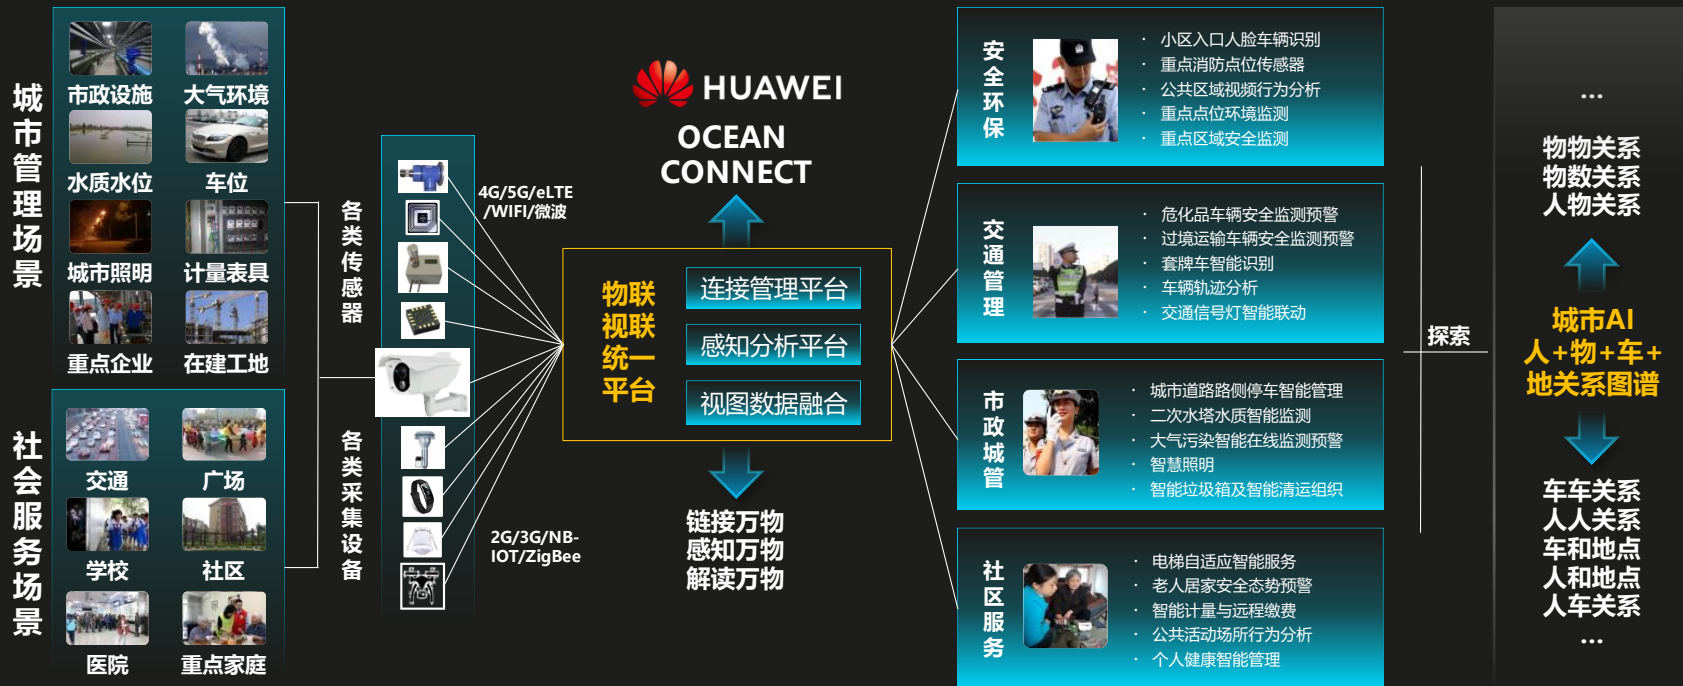 城市管理场景
市政设施
大气环境
水质水位
车位
城市照明
计量表具
重点企业
在建工地
社会服务场景
交通
广场
学校
社区
医院
重点家庭
各类传感器
各类采集设备
4G/5G/eLTE
/WIFI/微波
2G/3G/NB-
IOT/ZigBee
HUAWEI
OCEAN
CONNECT
物联
视联
统一
平台
连接管理平台
感知分析平台
视图数据融合
链接万物
感知万物
解读万物
安全环保
· 小区入口人脸车辆识别
· 重点消防点位传感器
· 公共区域视频行为分析
· 重点点位环境监测
· 重点区域安全监测
交通管理
· 危化品车辆安全监测预警
· 过境运输车辆安全监测预警
· 套牌车智能识别
· 车辆轨迹分析
· 交通信号灯智能联动
市政城管
· 城市道路路侧停车智能管理
· 二次水塔水质智能监测
· 大气污染智能在线监测预警
· 智慧照明
· 智能垃圾箱及智能清运组织
社区服务
· 电梯自适应智能服务
· 老人居家安全态势预警
· 智能计量与远程缴费
· 公共活动场所行为分析
· 个人健康智能管理
探索
...
物物关系
物数关系
人物关系
城市AI
人+物+车+
地关系图谱
车车关系
人人关系
车和地点
人和地点
人车关系
...